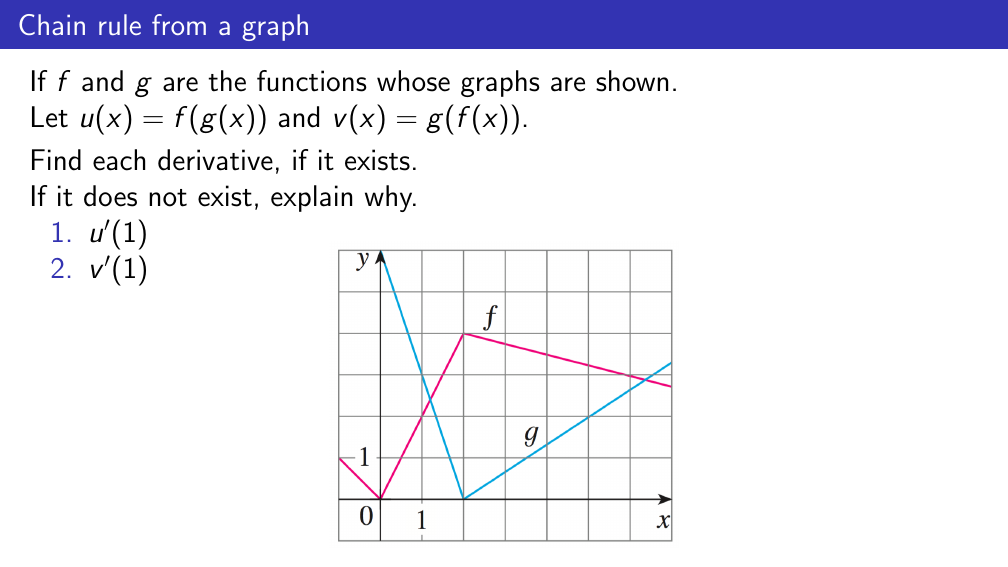 Chain rule from a graph
If f and g are the functions whose graphs are shown.
Let u(x) = f(g(x)) and v(x) = g(f(x)).
Find each derivative, if it exists.
If it does not exist, explain why.
1. u′(1)
2. v′(1)
y
f
g
1
0
1
x